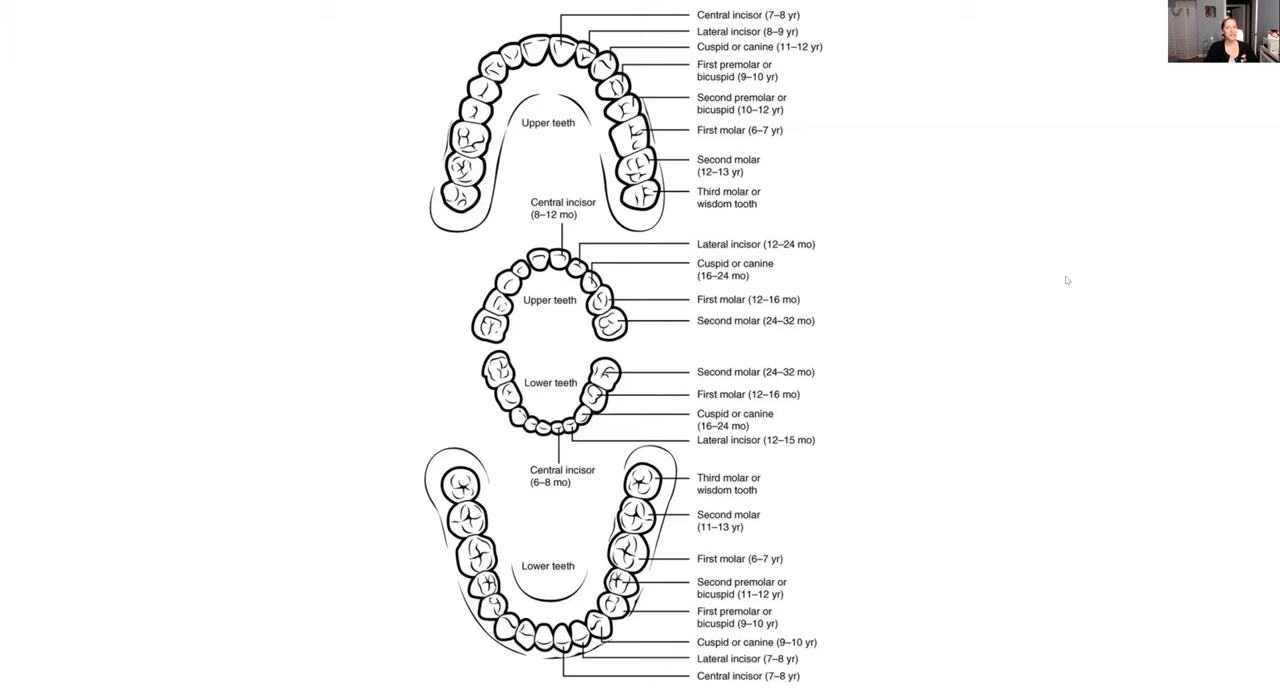 Central incisor (7–8 yr)
Lateral incisor (8–9 yr)
Cuspid or canine (11–12 yr)
First premolar or
bicuspid (9–10 yr)
Second premolar or
bicuspid (10–12 yr)
Upper teeth
First molar (6–7 yr)
Second molar
(12–13 yr)
Third molar or
wisdom tooth
Central incisor
(8–12 mo)
Lateral incisor (12–24 mo)
Cuspid or canine
(16–24 mo)
Upper teeth
First molar (12–16 mo)
Second molar (24–32 mo)
Second molar (24–32 mo)
Lower teeth
First molar (12–16 mo)
Cuspid or canine
(16–24 mo)
Lateral incisor (12–15 mo)
Central incisor
(6–8 mo)
Third molar or
wisdom tooth
Second molar
(11–13 yr)
First molar (6–7 yr)
Lower teeth
Second premolar or
bicuspid (11–12 yr)
First premolar or
bicuspid (9–10 yr)
Cuspid or canine (9–10 yr)
Lateral incisor (7–8 yr)
Central incisor (7–8 yr)